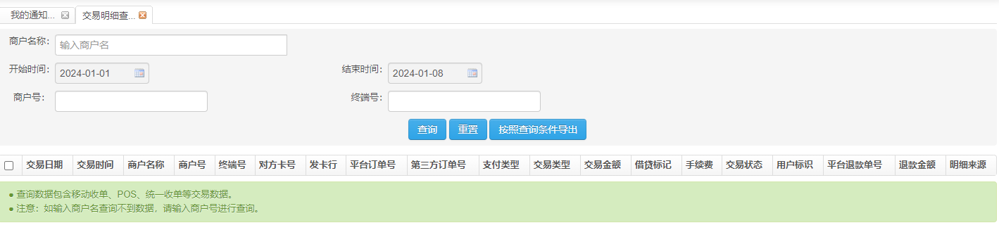 我的通知... 交易明细查...
商户名称： 输入商户名
开始时间： 2024-01-01 结束时间： 2024-01-08
商户号： 终端号：
查询 重置 按照查询条件导出
交易日期 交易时间 商户名称 商户号 终端号 对方卡号 发卡行 平台订单号 第三方订单号 支付类型 交易类型 交易金额 借贷标记 手续费 交易状态 用户标识 平台退款单号 退款金额 明细来源
● 查询数据包含移动收单、POS、统一收单等交易数据。
● 注意：如输入商户名查询不到数据，请输入商户号进行查询。